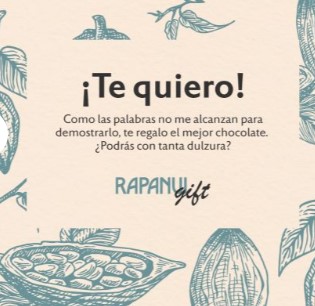 ¡Te quiero!
Como las palabras no me alcanzan para
demostrarlo, te regalo el mejor chocolate.
¿Podrás con tanta dulzura?
RAPANUI
gift